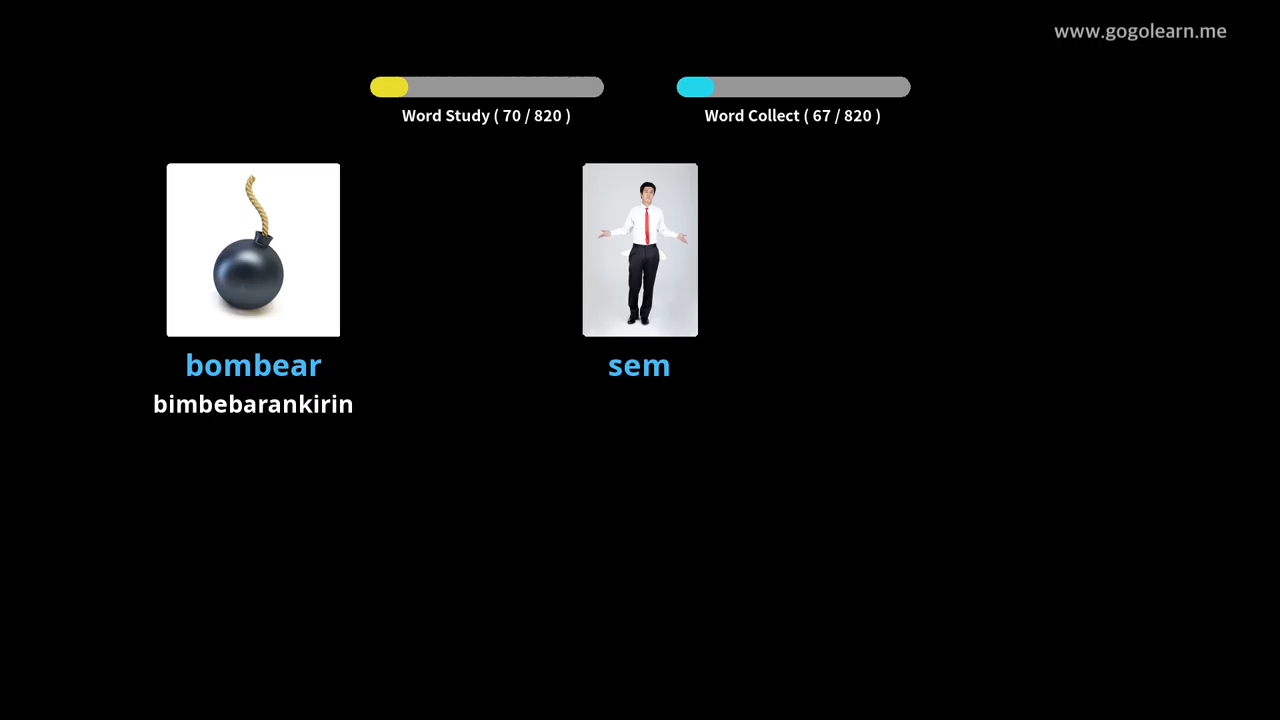 www.gogolearn.me
Word Study ( 70 / 820 )
Word Collect ( 67 / 820 )
bombear
sem
bimbebarankirin